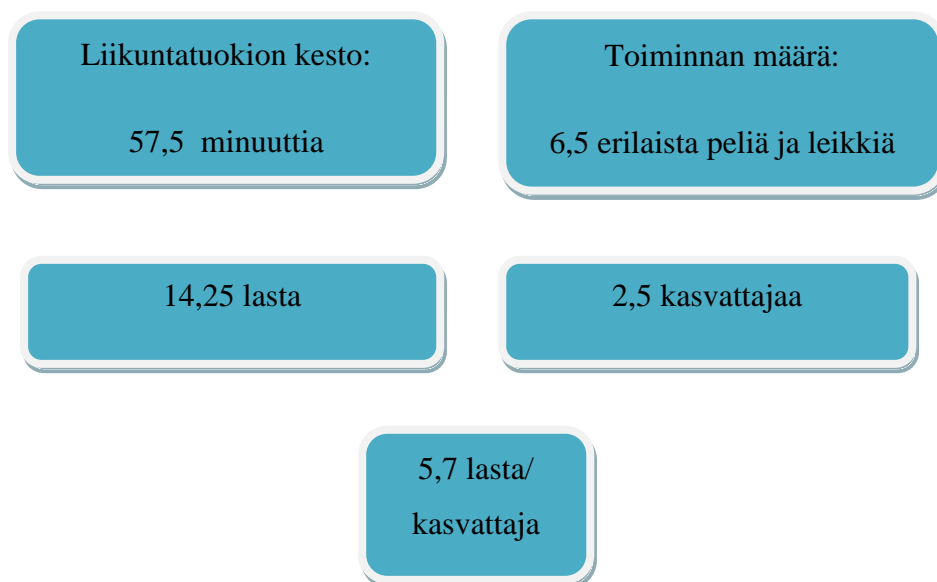 Liikuntatuokion kesto:
57,5 minuuttia
Toiminnan määrä:
6,5 erilaista peliä ja leikkiä
14,25 lasta
2,5 kasvattajaa
5,7 lasta/
kasvattaja